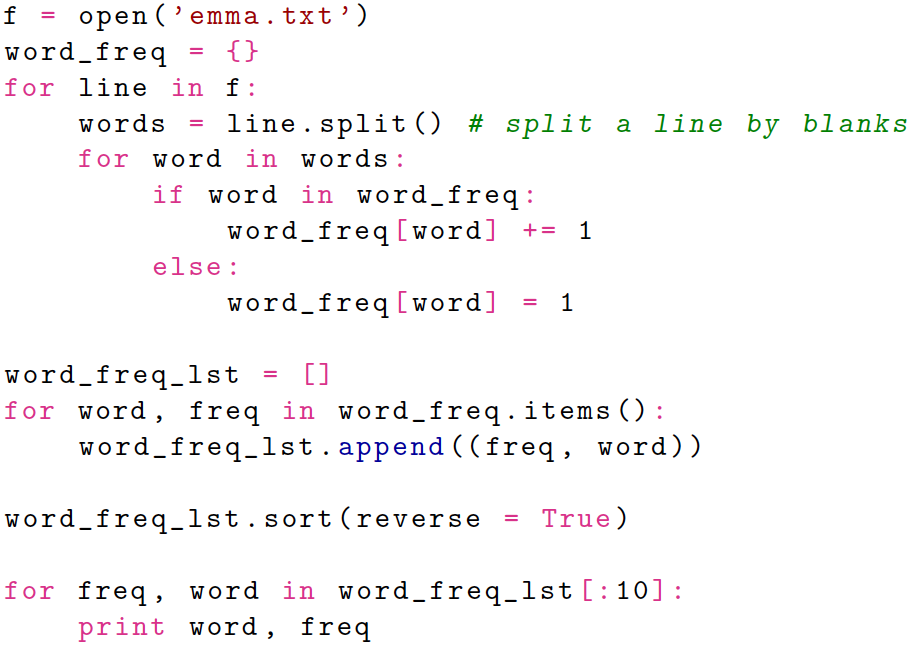 f = open('emma.txt')
word_freq = {}
for line in f:
    words = line.split() # split a line by blanks
    for word in words:
        if word in word_freq:
            word_freq[word] += 1
        else:
            word_freq[word] = 1

word_freq_lst = []
for word, freq in word_freq.items():
    word_freq_lst.append((freq, word))

word_freq_lst.sort(reverse = True)

for freq, word in word_freq_lst[:10]:
    print word, freq